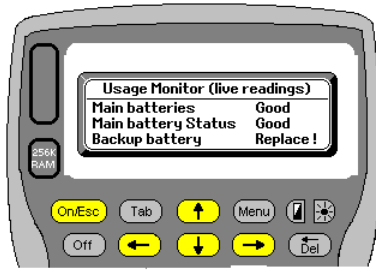 Usage Monitor (live readings)
Main batteries Good
Main battery Status Good
Backup battery Replace!
256K
RAM
On/Esc Tab Menu
Off Del